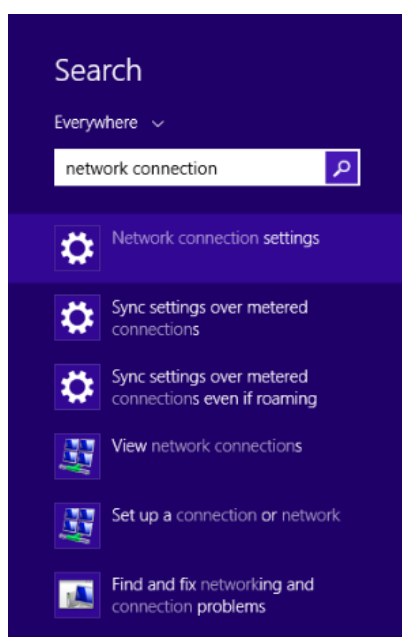 Search
Everywhere
network connection
Network connection settings
Sync settings over metered
connections
Sync settings over metered
connections even if roaming
View network connections
Set up a connection or network
Find and fix networking and
connection problems